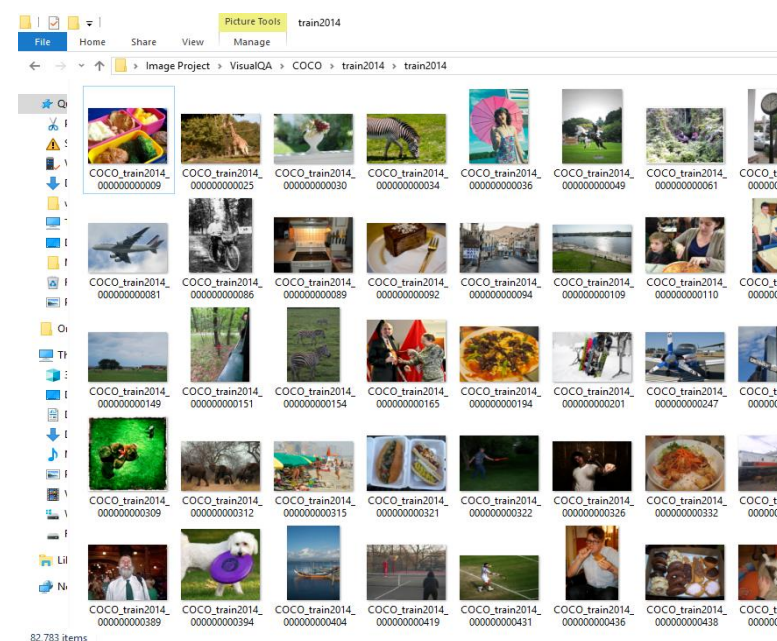 Picture Tools train2014
File Home Share View Manage
Image Project > VisualQA > COCO > train2014 > train2014
COCO_train2014_ COCO_train2014_ COCO_train2014_ COCO_train2014_ COCO_train2014_ COCO_train2014_ COCO_train2014_
000000000009 000000000025 000000000030 000000000034 000000000036 000000000049 000000000061
COCO_train2014_ COCO_train2014_ COCO_train2014_ COCO_train2014_ COCO_train2014_ COCO_train2014_ COCO_train2014_
000000000081 000000000086 000000000089 000000000092 000000000094 000000000109 000000000110
COCO_train2014_ COCO_train2014_ COCO_train2014_ COCO_train2014_ COCO_train2014_ COCO_train2014_ COCO_train2014_
000000000149 000000000151 000000000154 000000000165 000000000194 000000000201 000000000247
COCO_train2014_ COCO_train2014_ COCO_train2014_ COCO_train2014_ COCO_train2014_ COCO_train2014_ COCO_train2014_
000000000309 000000000312 000000000315 000000000321 000000000322 000000000326 000000000332
COCO_train2014_ COCO_train2014_ COCO_train2014_ COCO_train2014_ COCO_train2014_ COCO_train2014_ COCO_train2014_
000000000389 000000000394 000000000404 000000000419 000000000431 000000000436 000000000438
82,783 items